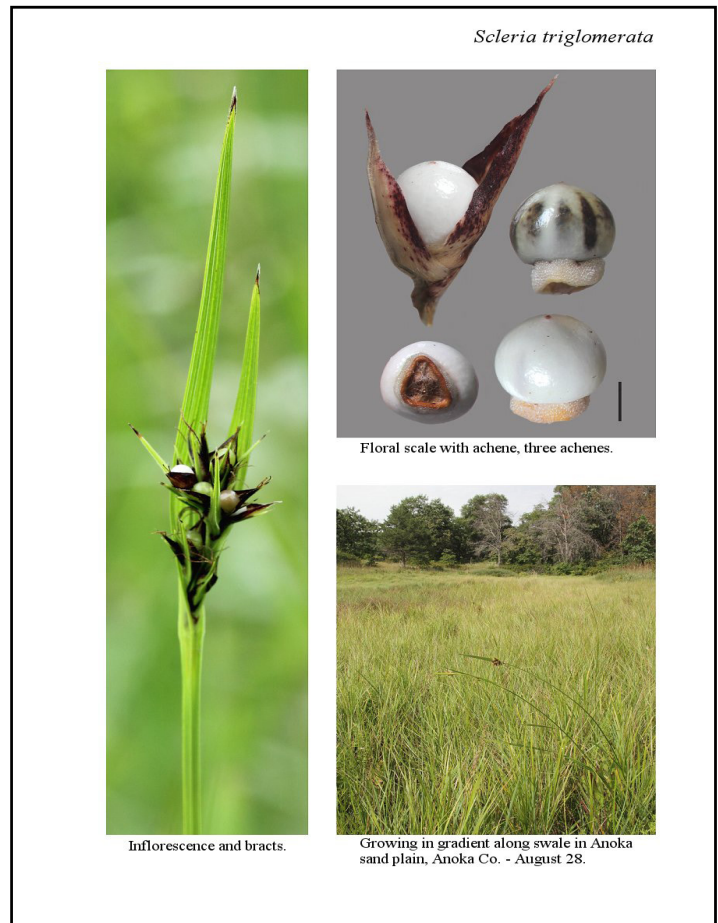 Scleria triglomerata
Floral scale with achene, three achenes.
Inflorescence and bracts.
Growing in gradient along swale in Anoka
sand plain, Anoka Co. - August 28.